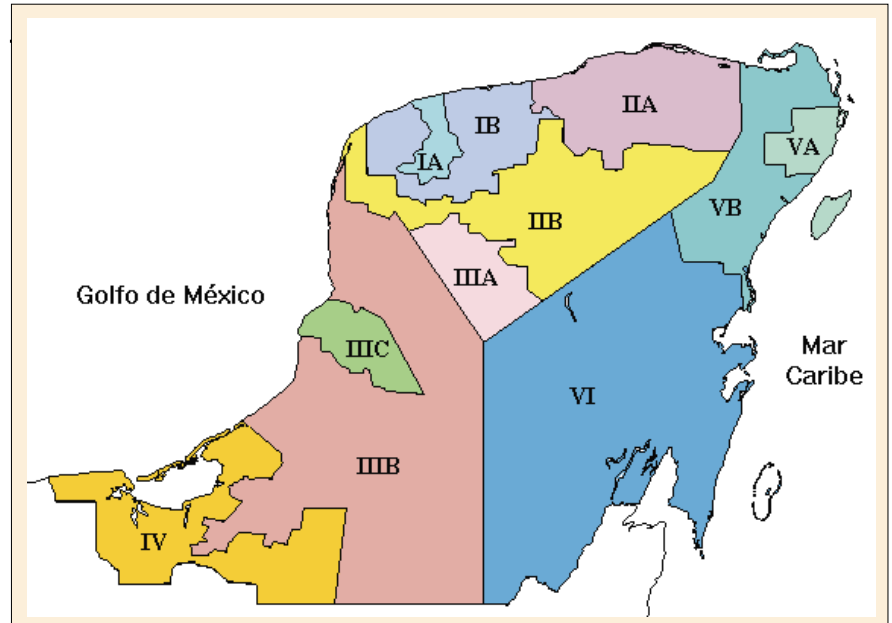 IIA
IB
VA
IA
VB
IIB
IIIA
Golfo de México
IIIC
Mar
Caribe
VI
IIIB
IV